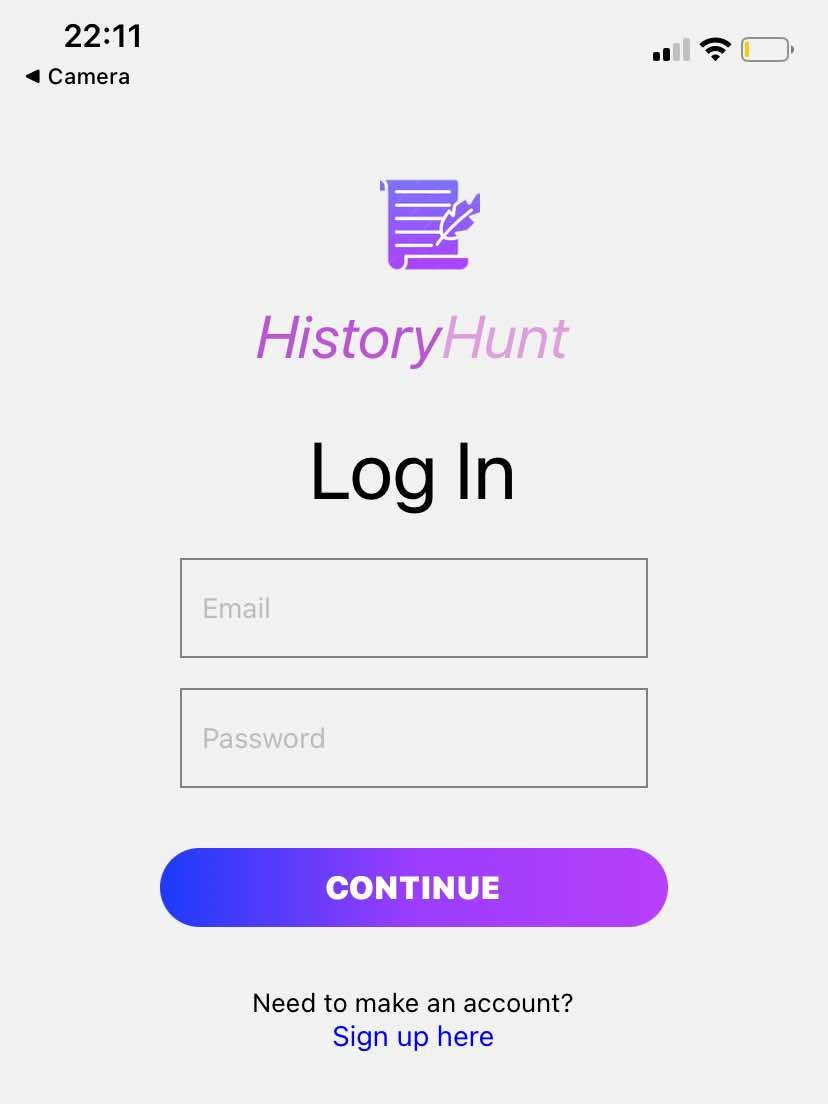 22:11
◀ Camera
HistoryHunt
Log In
Email
Password
CONTINUE
Need to make an account?
Sign up here